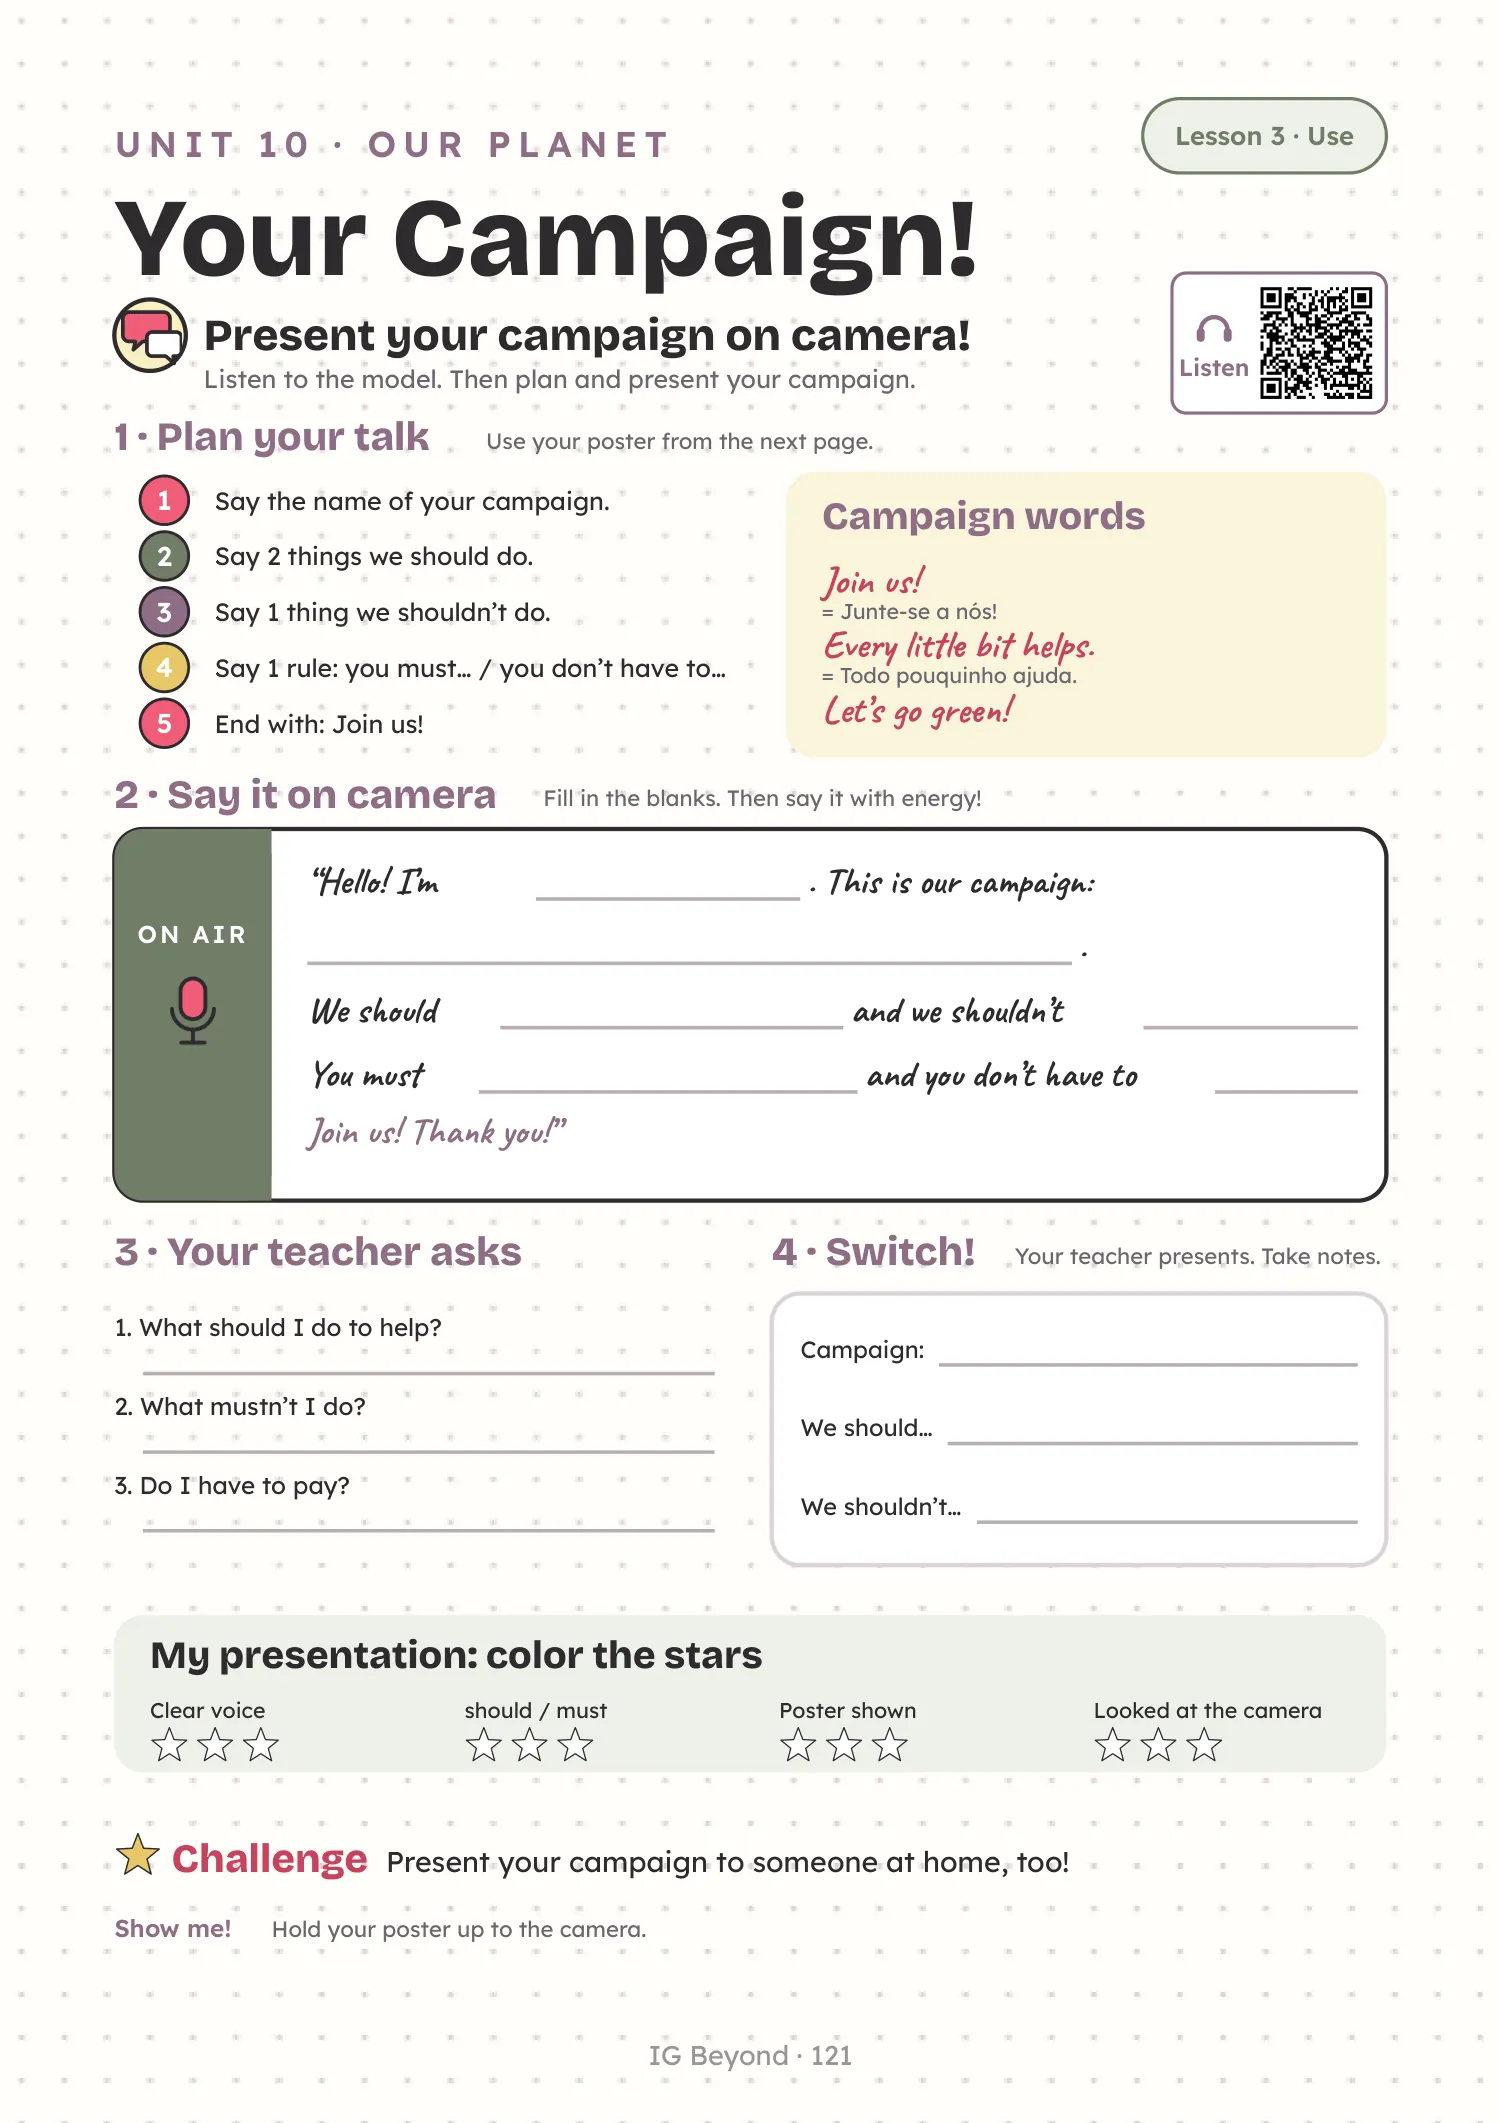 UNIT 10 · OUR PLANET
Lesson 3 · Use
Your Campaign!
Present your campaign on camera!
Listen to the model. Then plan and present your campaign.
Listen
1 · Plan your talk Use your poster from the next page.
1 Say the name of your campaign.
2 Say 2 things we should do.
3 Say 1 thing we shouldn’t do.
4 Say 1 rule: you must... / you don’t have to...
5 End with: Join us!
Campaign words
Join us!
= Junte-se a nós!
Every little bit helps.
= Todo pouquinho ajuda.
Let’s go green!
2 · Say it on camera Fill in the blanks. Then say it with energy!
ON AIR
“Hello! I’m . This is our campaign:
.
We should and we shouldn’t
You must and you don’t have to
Join us! Thank you!”
3 · Your teacher asks
1. What should I do to help?
2. What mustn’t I do?
3. Do I have to pay?
4 · Switch! Your teacher presents. Take notes.
Campaign:
We should...
We shouldn’t...
My presentation: color the stars
Clear voice should / must Poster shown Looked at the camera
Challenge Present your campaign to someone at home, too!
Show me! Hold your poster up to the camera.
IG Beyond · 121